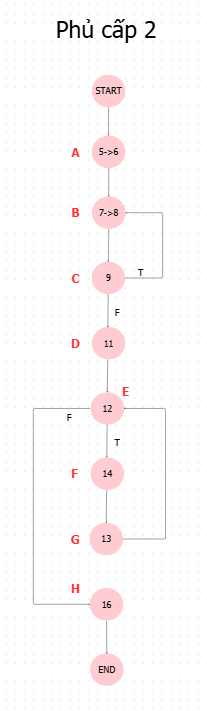 Phủ cấp 2
START
A 5->6
B 7->8
C 9 T
F
D 11
E
12
F
T
F 14
G 13
H
16
END